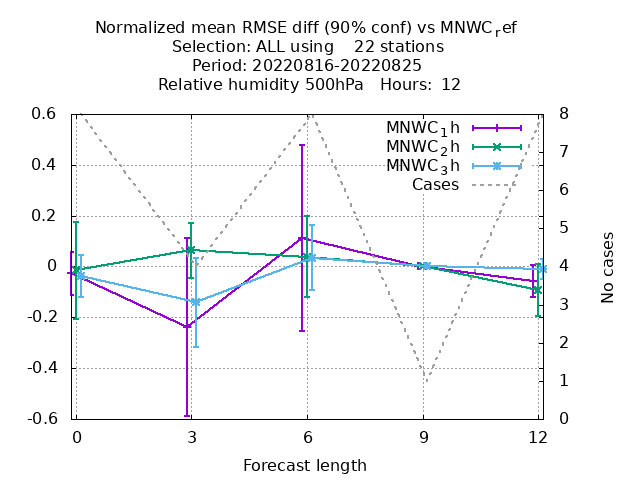 Normalized mean RMSE diff (90% conf) vs MNWCref
Selection: ALL using 22 stations
Period: 20220816-20220825
Relative humidity 500hPa Hours: 12
0.6
0.4
0.2
0
-0.2
-0.4
-0.6
8
7
6
5
4
3
2
1
0
MNWC1h
MNWC2h
MNWC3h
Cases
No cases
0 3 6 9 12
Forecast length